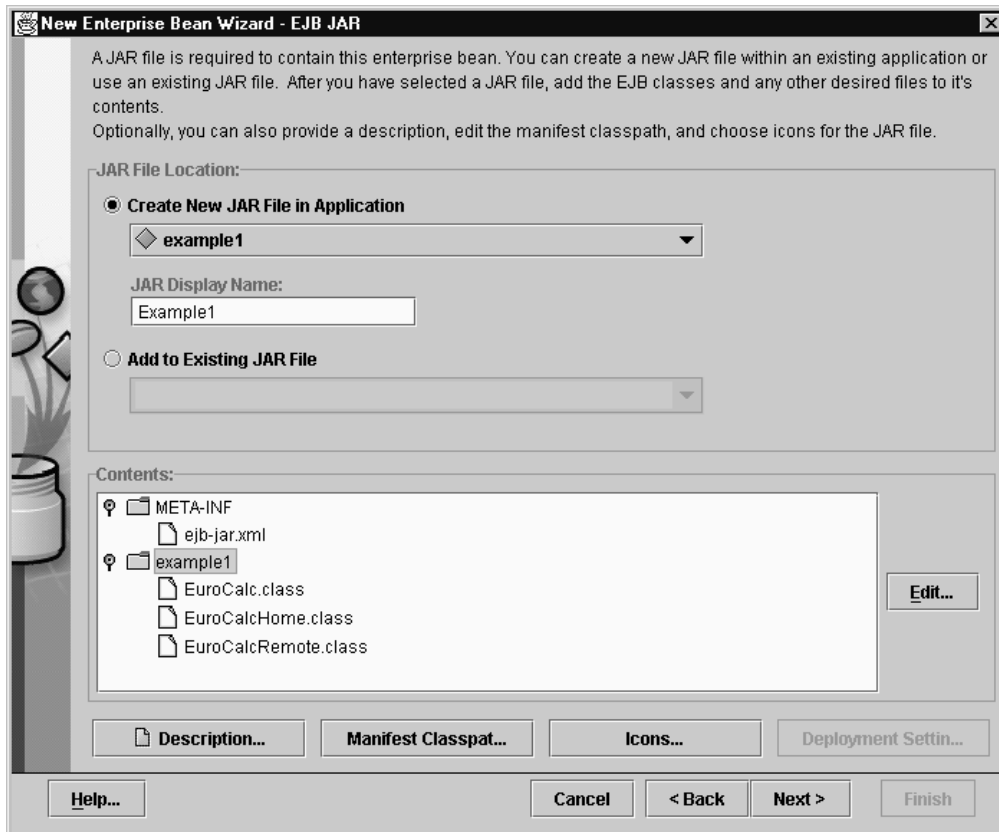 New Enterprise Bean Wizard - EJB JAR
A JAR file is required to contain this enterprise bean. You can create a new JAR file within an existing application or
use an existing JAR file. After you have selected a JAR file, add the EJB classes and any other desired files to it's
contents.
Optionally, you can also provide a description, edit the manifest classpath, and choose icons for the JAR file.
JAR File Location:
Create New JAR File in Application
example1
JAR Display Name:
Example1
Add to Existing JAR File
Contents:
META-INF
ejb-jar.xml
example1
EuroCalc.class
EuroCalcHome.class
EuroCalcRemote.class
Edit...
Description... Manifest Classpat... Icons... Deployment Settin...
Help... Cancel < Back Next > Finish